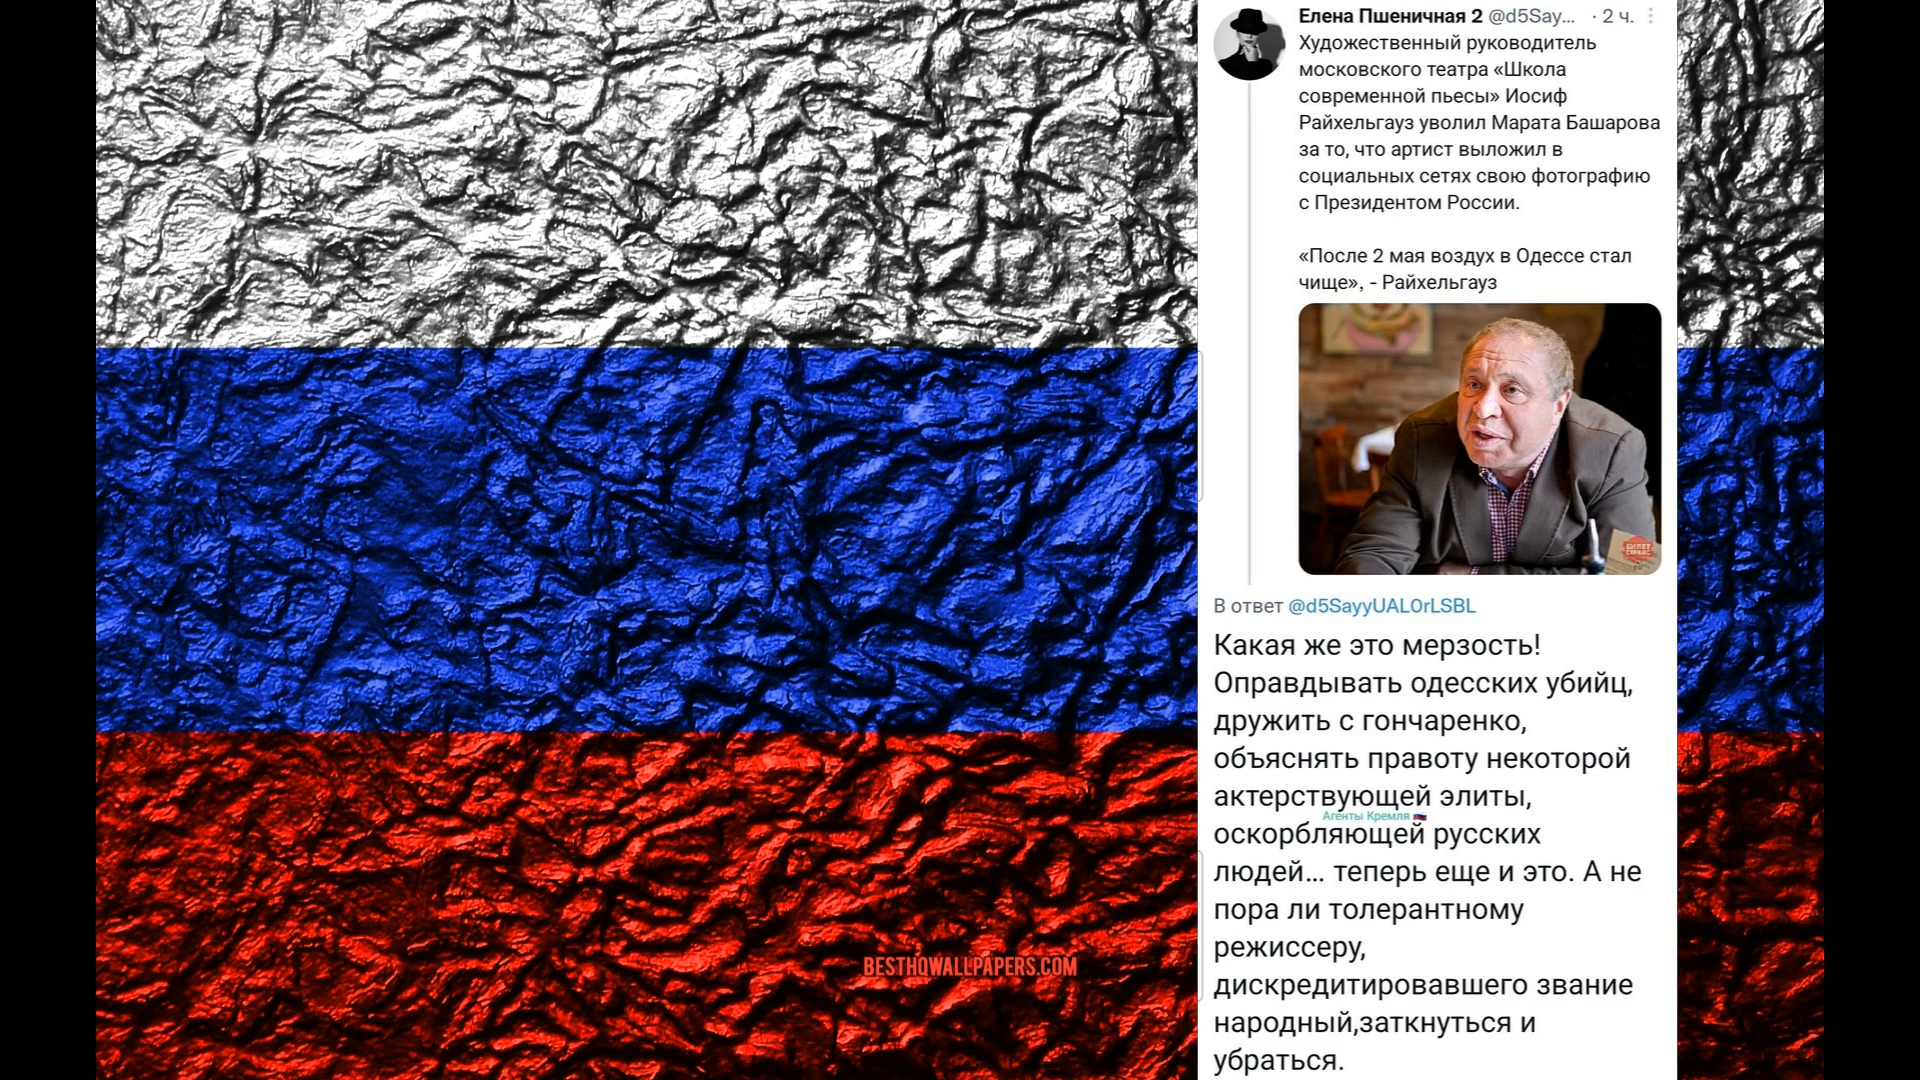 Елена Пшеничная 2 @d5Say... · 2 ч.
Художественный руководитель
московского театра «Школа
современной пьесы» Иосиф
Райхельгауз уволил Марата Башарова
за то, что артист выложил в
социальных сетях свою фотографию
с Президентом России.
«После 2 мая воздух в Одессе стал
чище», - Райхельгауз
БИЛЕТ
СЕРВИС
В ответ @d5SayyUAL0rLSBL
Какая же это мерзость!
Оправдывать одесских убийц,
дружить с гончаренко,
объяснять правоту некоторой
актерствующей элиты,
Агенты Кремля
оскорбляющей русских
людей... теперь еще и это. А не
пора ли толерантному
режиссеру,
дискредитировавшего звание
народный,заткнуться и
убраться.
BESTHQWALLPAPERS.COM